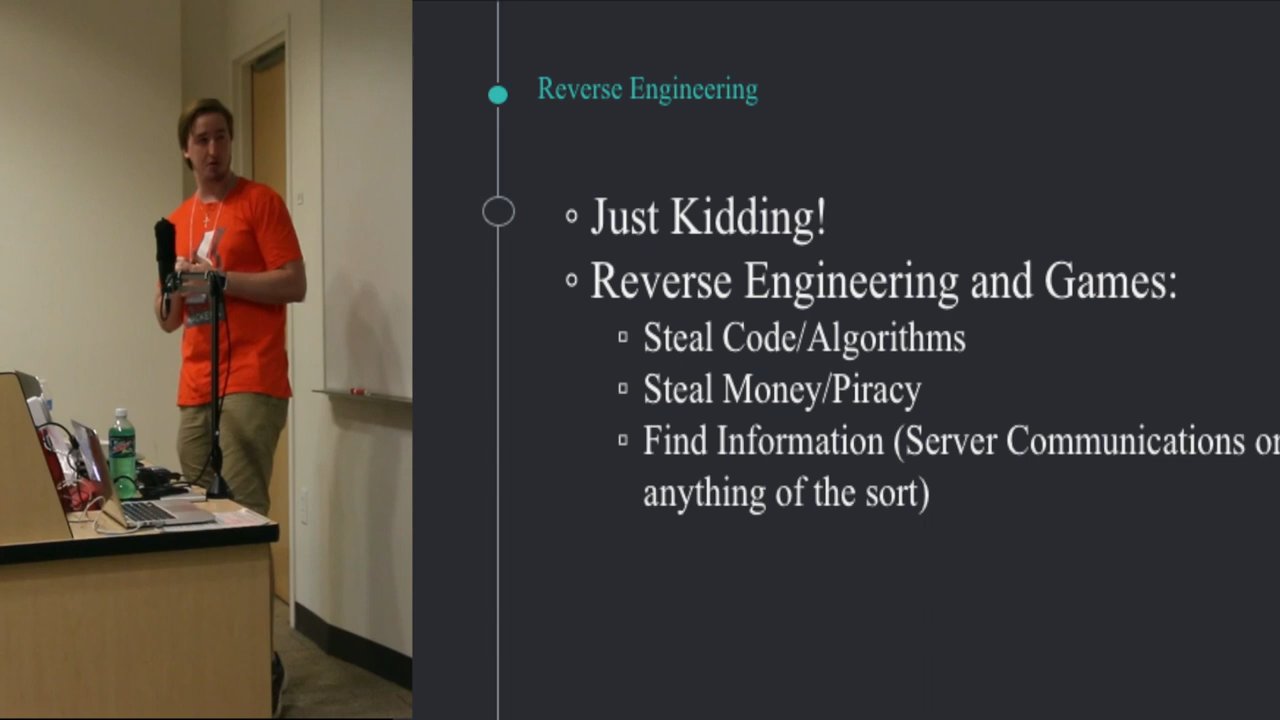 Reverse Engineering
Just Kidding!
Reverse Engineering and Games:
Steal Code/Algorithms
Steal Money/Piracy
Find Information (Server Communications or
anything of the sort)